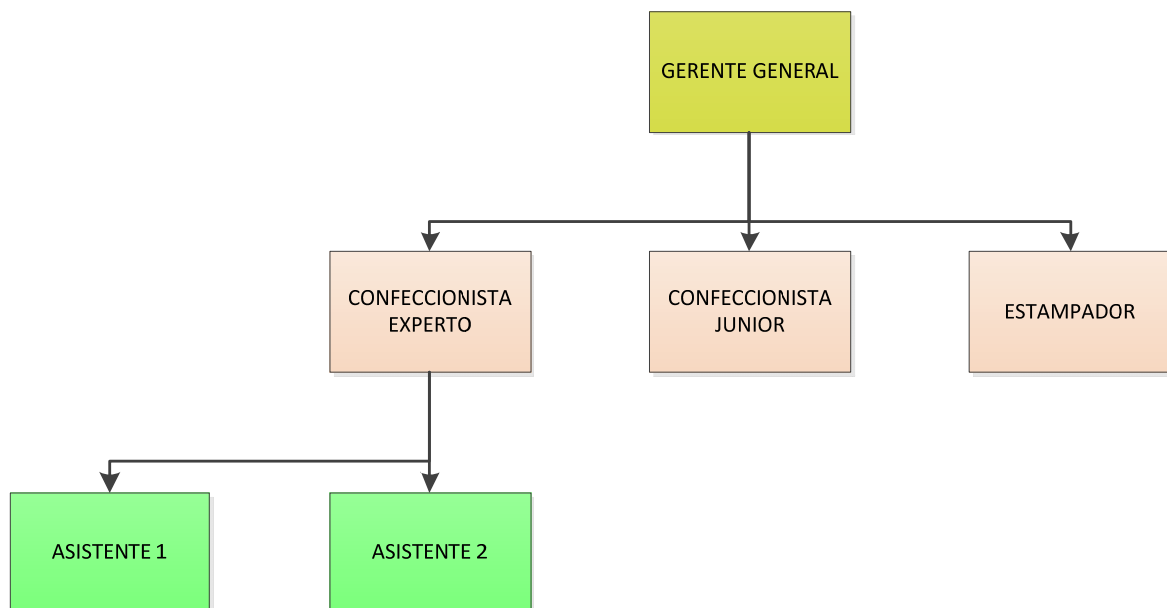 GERENTE GENERAL
CONFECCIONISTA
EXPERTO
CONFECCIONISTA
JUNIOR
ESTAMPADOR
ASISTENTE 1
ASISTENTE 2